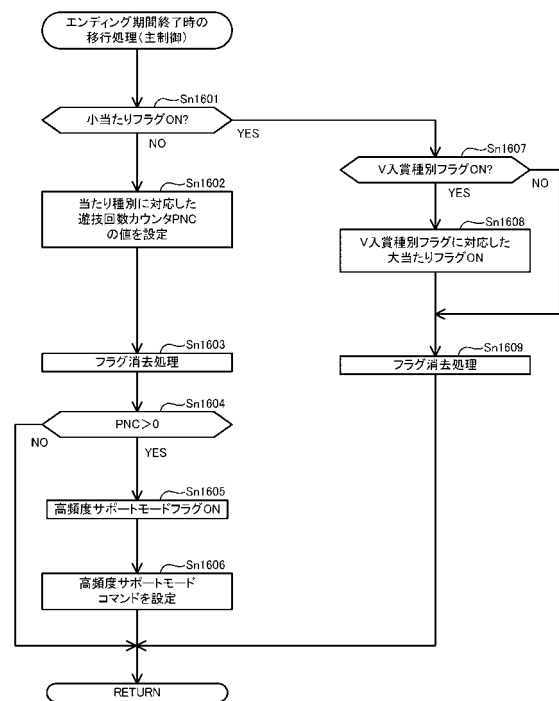 エンディング期間終了時の
移行処理(主制御)
Sn1601
小当たりフラグON?
YES
NO
Sn1602
当たり種別に対応した
遊技回数カウンタPNC
の値を設定
Sn1603
フラグ消去処理
Sn1604
PNC>0
NO
YES
Sn1605
高頻度サポートモードフラグON
Sn1606
高頻度サポートモード
コマンドを設定
Sn1607
V入賞種別フラグON?
NO
YES
Sn1608
V入賞種別フラグに対応した
大当たりフラグON
Sn1609
フラグ消去処理
RETURN